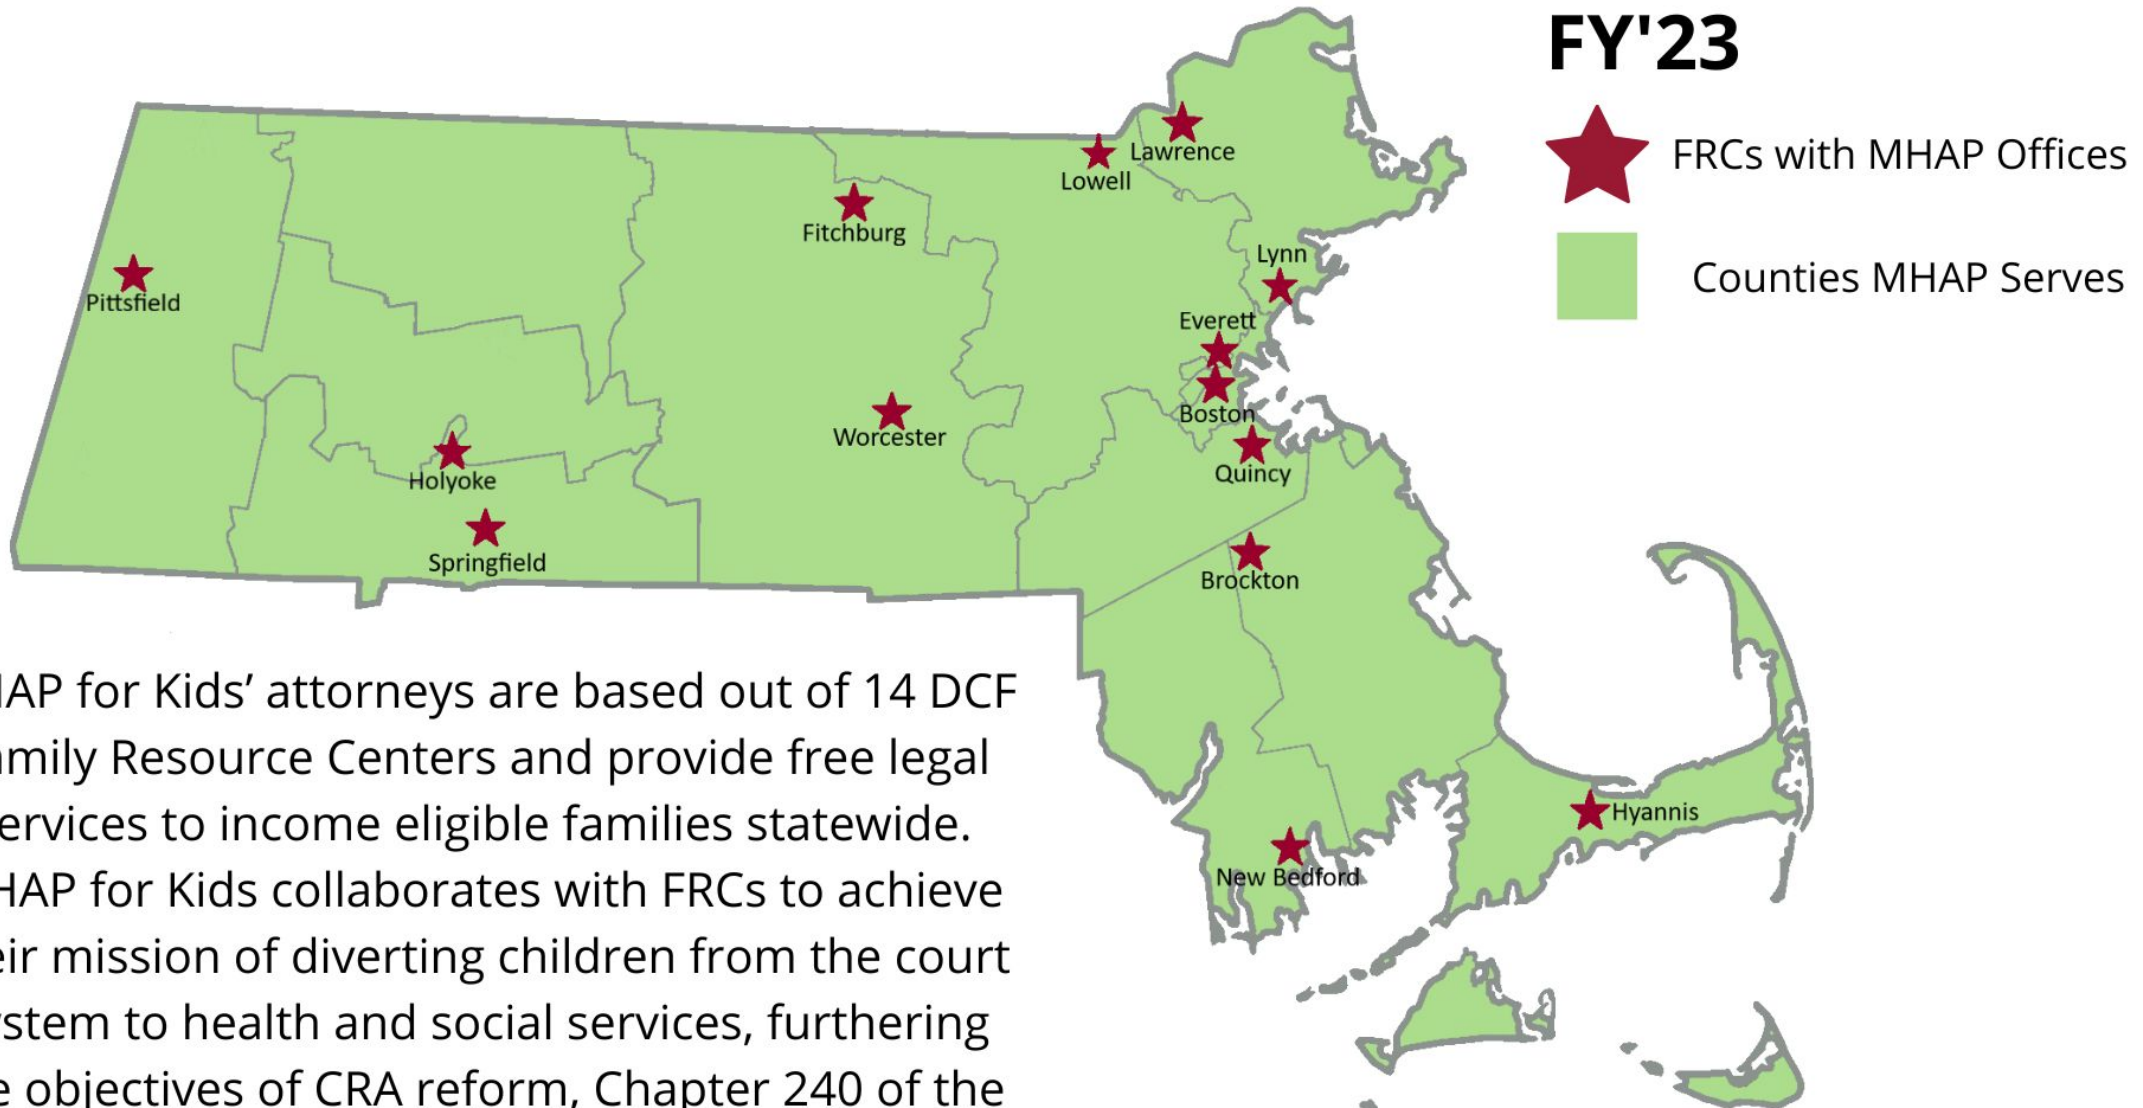 FY'23
FRCs with MHAP Offices
Counties MHAP Serves
Lawrence
Lowell
Fitchburg
Lynn
Pittsfield
Everett
Boston
Worcester
Quincy
Holyoke
Springfield
Brockton
Hyannis
New Bedford
HAP for Kids’ attorneys are based out of 14 DCF
amily Resource Centers and provide free legal
ervices to income eligible families statewide.
HAP for Kids collaborates with FRCs to achieve
eir mission of diverting children from the court
ystem to health and social services, furthering
e objectives of CRA reform, Chapter 240 of the